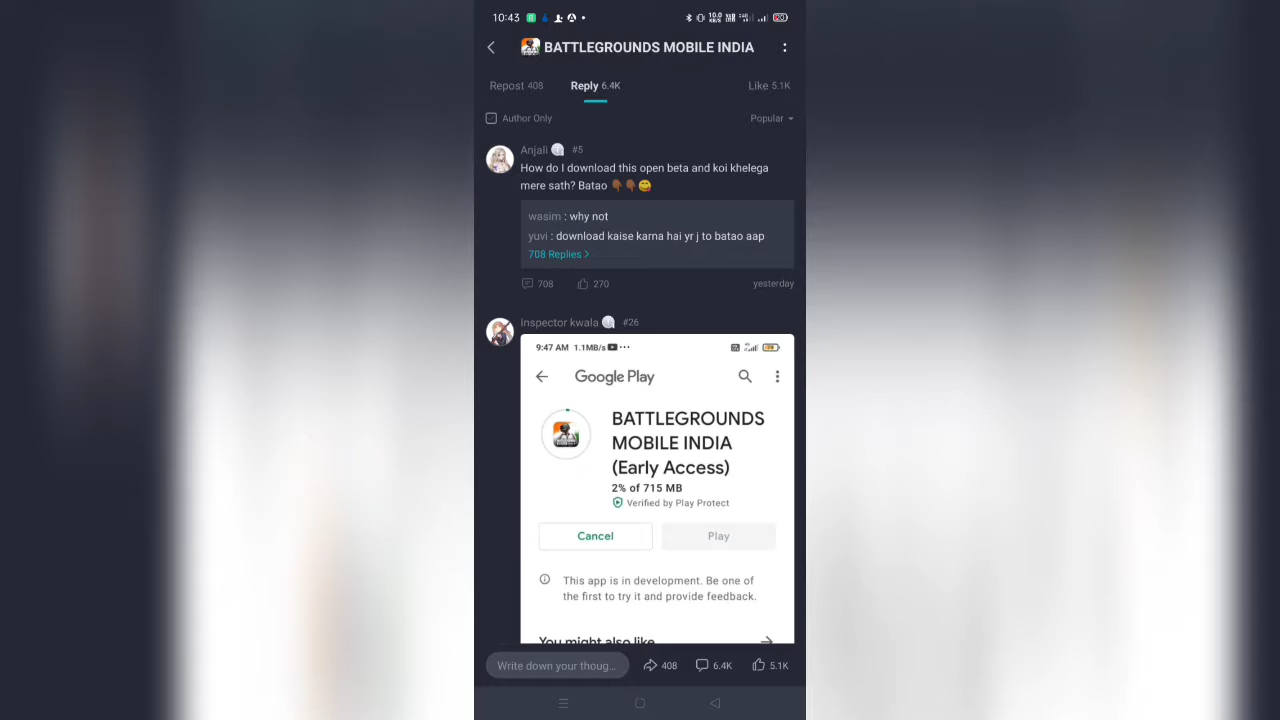 10:43
BATTLEGROUNDS MOBILE INDIA
Repost 408 Reply 6.4K Like 5.1K
Author Only Popular
Anjali #5
How do I download this open beta and koi khelega
mere sath? Batao 👇🏾👇🏾😋
wasim : why not
yuvi : download kaise karna hai yr j to batao aap
708 Replies >
708 270 yesterday
Inspector kwala #26
9:47 AM 1.1MB/s
Google Play
BATTLEGROUNDS
MOBILE INDIA
(Early Access)
2% of 715 MB
Verified by Play Protect
Cancel Play
This app is in development. Be one of
the first to try it and provide feedback.
You might also like
Write down your thoug... 408 6.4K 5.1K